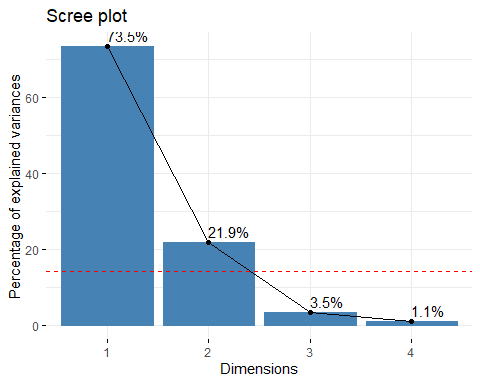 Scree plot
Percentage of explained variances
60
40
20
0
73.5%
21.9%
3.5%
1.1%
1 2 3 4
Dimensions